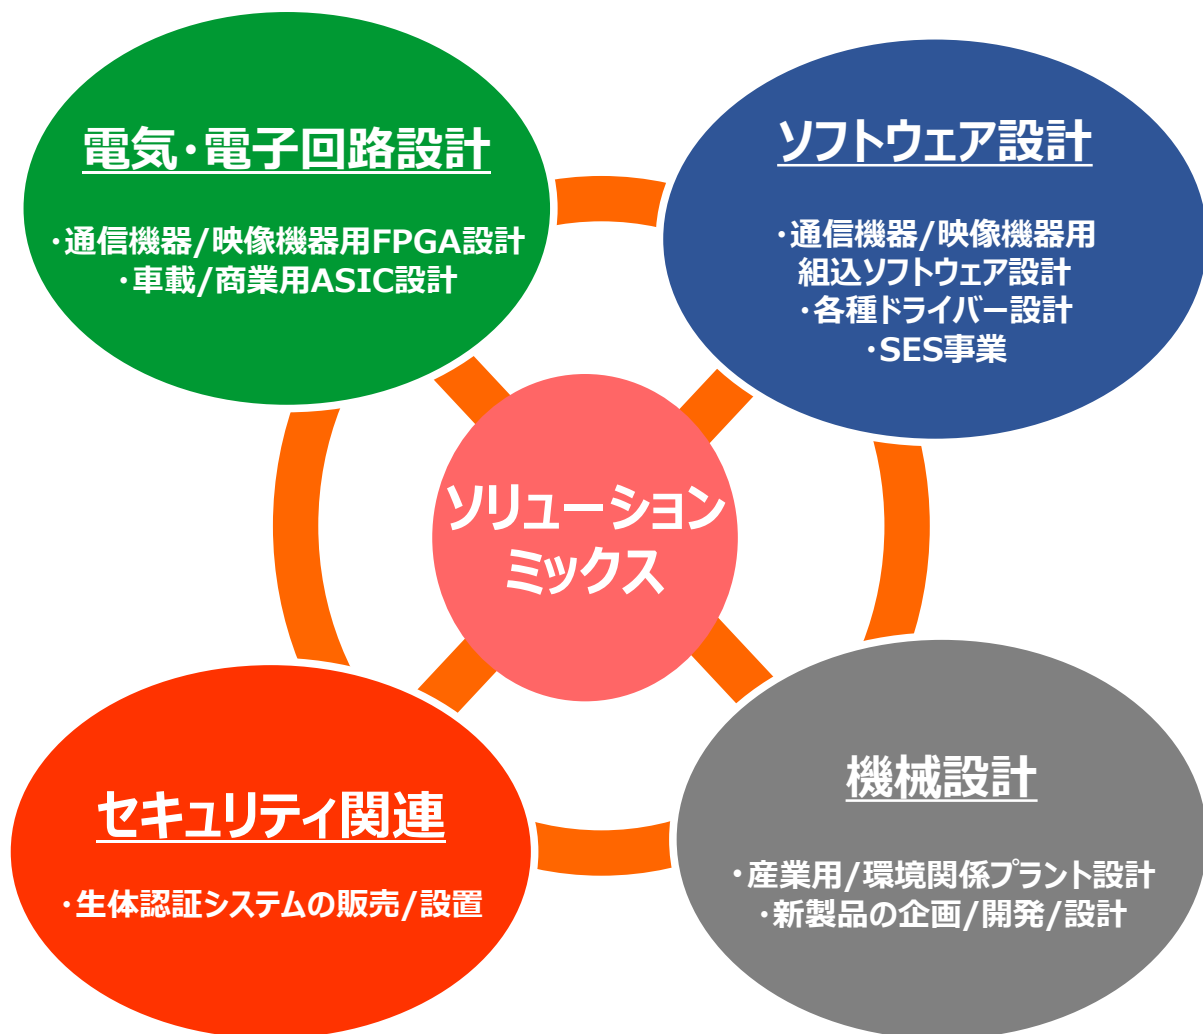 電気・電子回路設計
・通信機器/映像機器用FPGA設計
・車載/商業用ASIC設計
ソフトウェア設計
・通信機器/映像機器用
組込ソフトウェア設計
・各種ドライバー設計
・SES事業
ソリューション
ミックス
セキュリティ関連
・生体認証システムの販売/設置
機械設計
・産業用/環境関係プラント設計
・新製品の企画/開発/設計